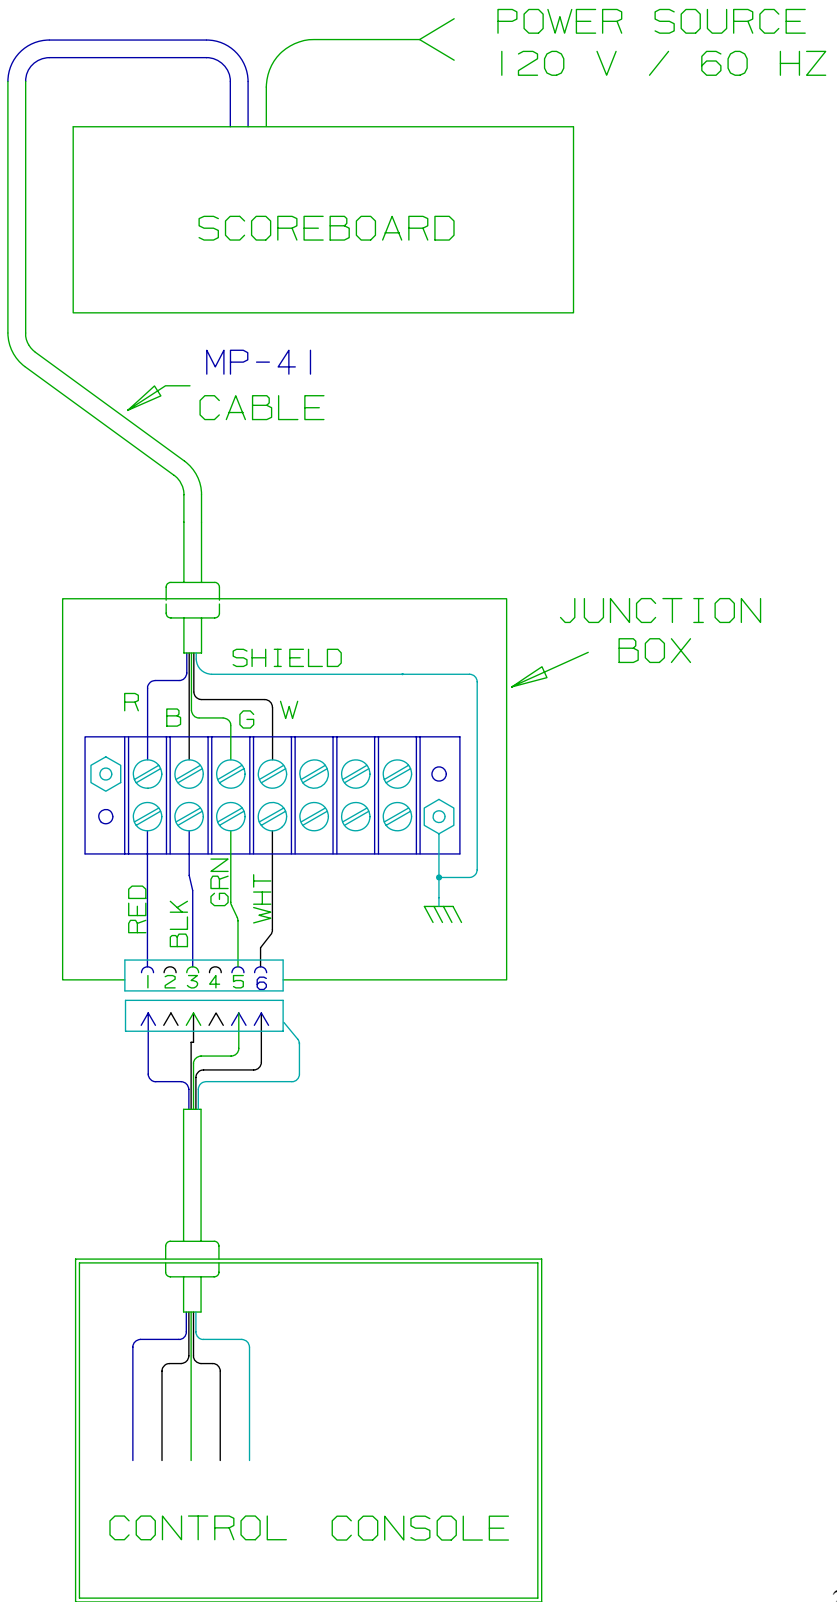 POWER SOURCE
120 V / 60 HZ
SCOREBOARD
MP-41
CABLE
JUNCTION
BOX
SHIELD
R
B
G
W
RED
BLK
GRN
WHT
1 2 3 4 5 6
CONTROL CONSOLE